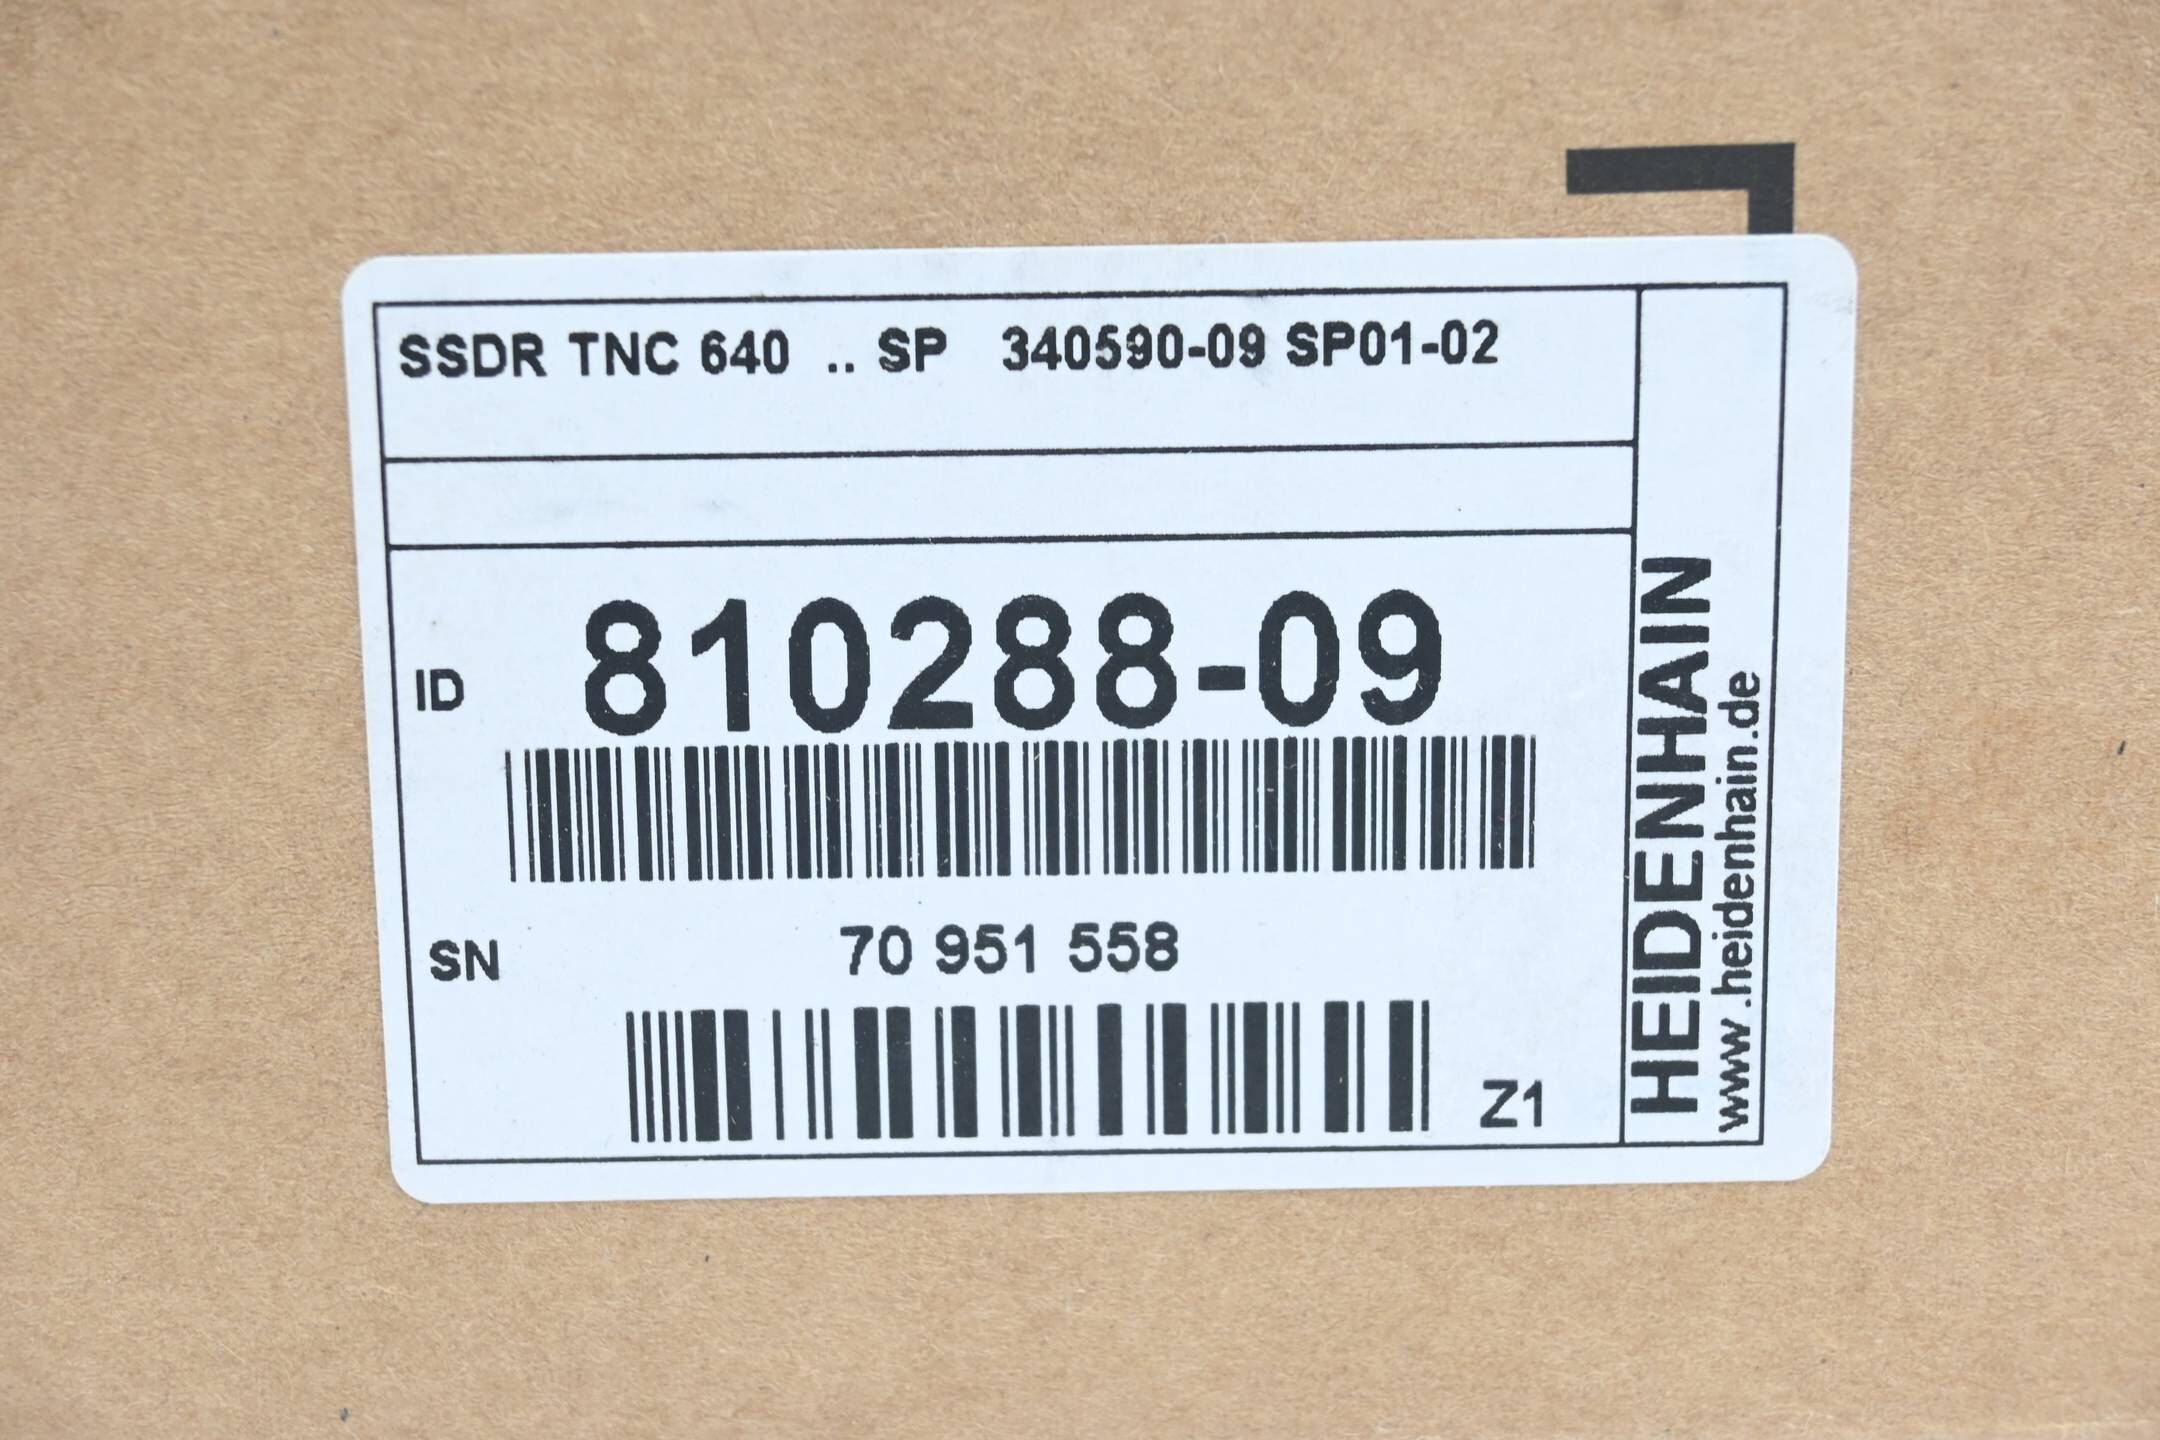 SSDR TNC 640 .. SP 340590-09 SP01-02
ID 810288-09
SN 70 951 558
Z1
HEIDENHAIN
www.heidenhain.de